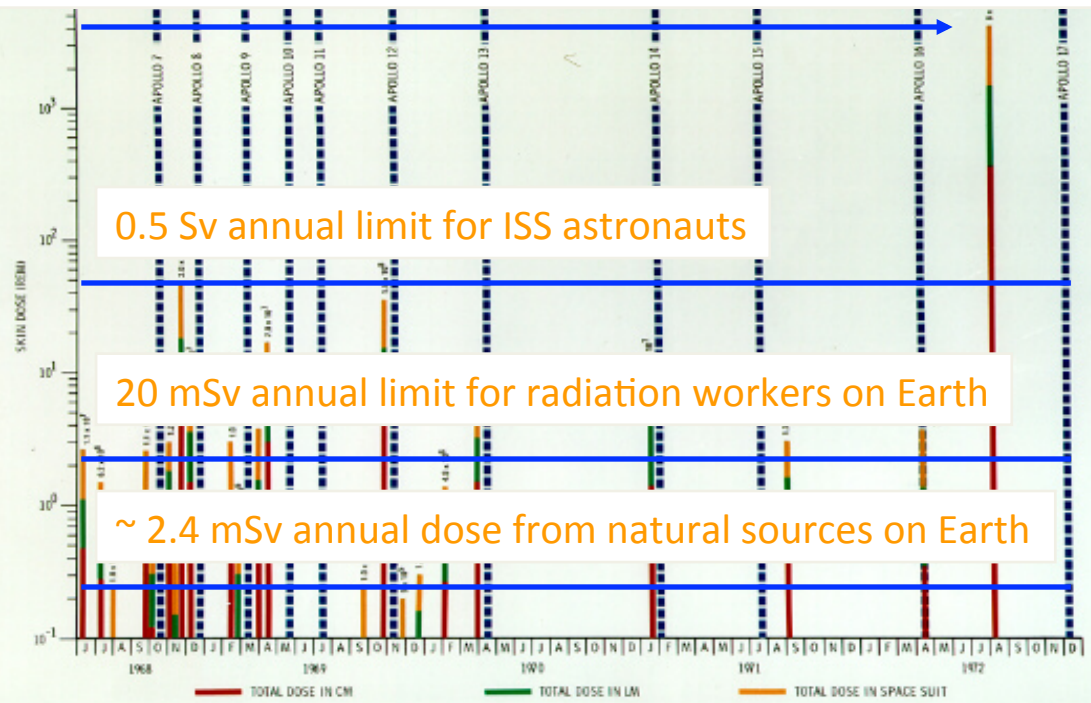 APOLLO 7
APOLLO 8
APOLLO 9
APOLLO 10
APOLLO 11
APOLLO 12
APOLLO 13
APOLLO 14
APOLLO 15
APOLLO 16
APOLLO 17
10³
0.5 Sv annual limit for ISS astronauts
10²
SKIN DOSE (REM)
10¹
20 mSv annual limit for radiation workers on Earth
10⁰
~ 2.4 mSv annual dose from natural sources on Earth
10⁻¹
J J A S O N D J F M A M J J A S O N D J F M A M J J A S O N D J F M A M J J A S O N D J F M A M J J A S O N D
1968 1969 1970 1971 1972
TOTAL DOSE IN CM TOTAL DOSE IN LM TOTAL DOSE IN SPACE SUIT